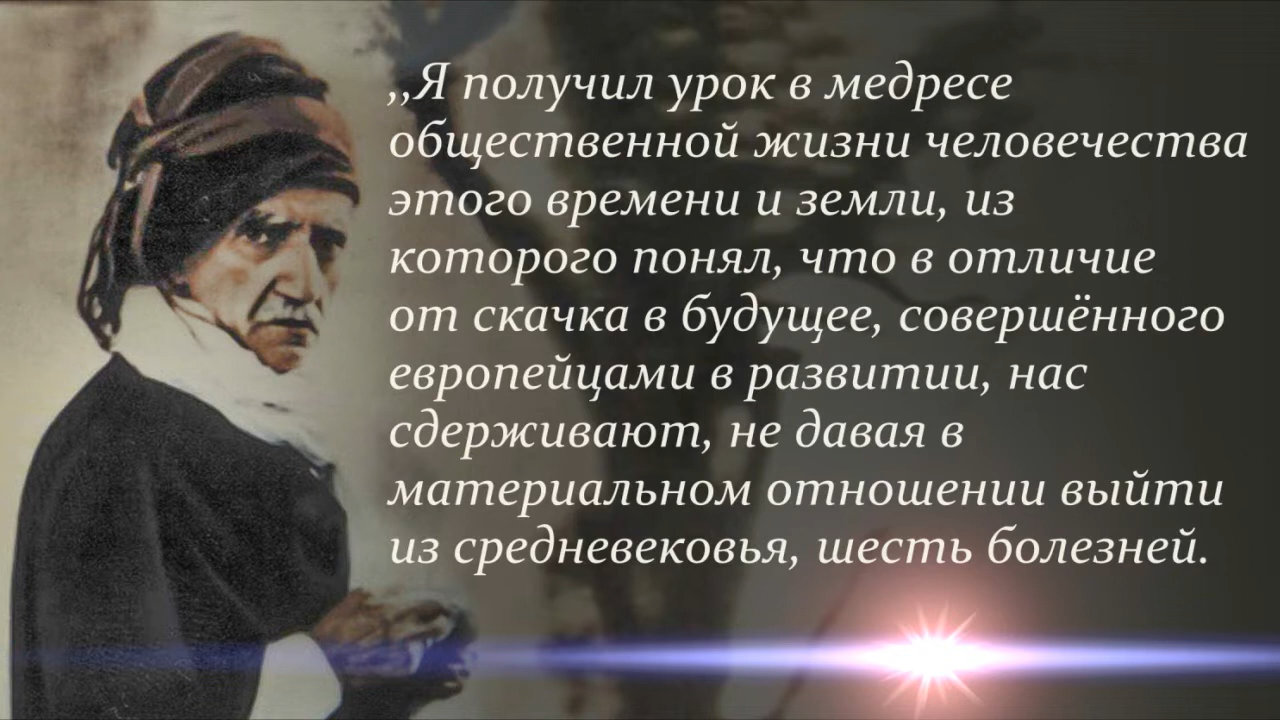 ,,Я получил урок в медресе
общественной жизни человечества
этого времени и земли, из
которого понял, что в отличие
от скачка в будущее, совершённого
европейцами в развитии, нас
сдерживают, не давая в
материальном отношении выйти
из средневековья, шесть болезней.